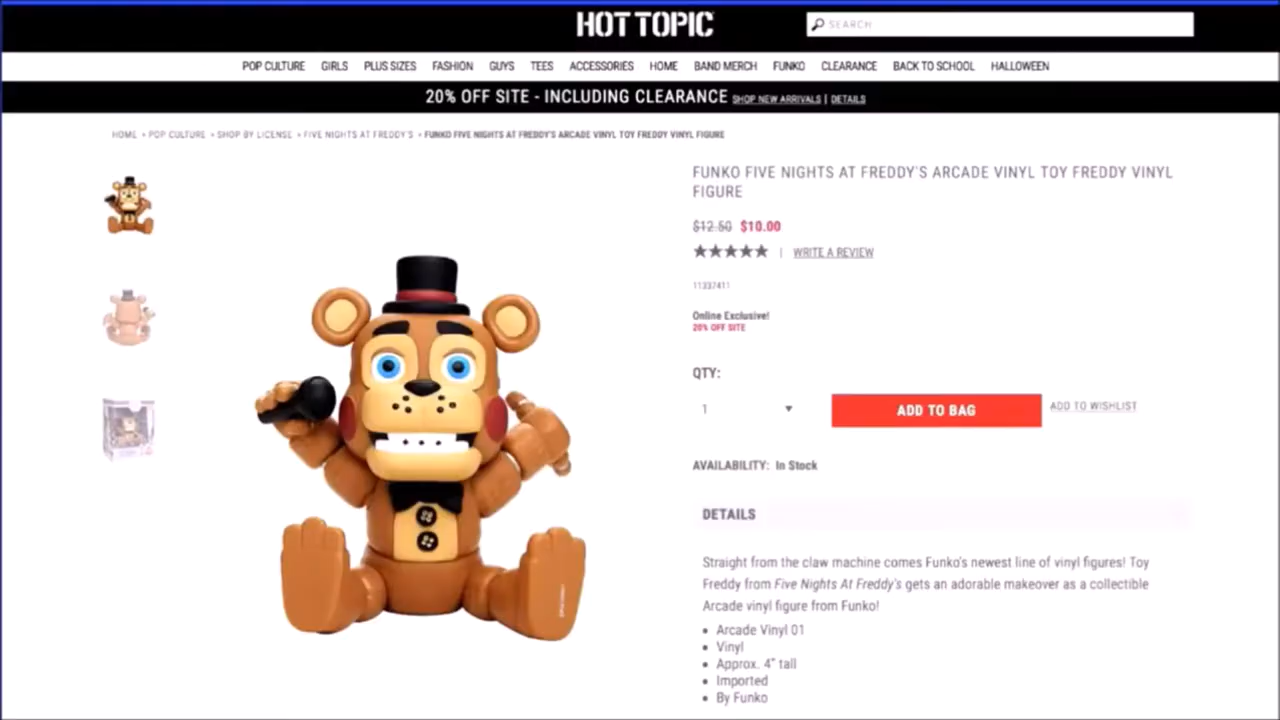 HOT TOPIC
SEARCH
POP CULTURE GIRLS PLUS SIZES FASHION GUYS TEES ACCESSORIES HOME BAND MERCH FUNKO CLEARANCE BACK TO SCHOOL HALLOWEEN
20% OFF SITE - INCLUDING CLEARANCE SHOP NEW ARRIVALS | DETAILS
HOME POP CULTURE SHOP BY LICENSE FIVE NIGHTS AT FREDDY'S FUNKO FIVE NIGHTS AT FREDDY'S ARCADE VINYL TOY FREDDY VINYL FIGURE
FUNKO FIVE NIGHTS AT FREDDY'S ARCADE VINYL TOY FREDDY VINYL
FIGURE
$12.50 $10.00
★★★★★ | WRITE A REVIEW
11337411
Online Exclusive!
20% OFF SITE
QTY:
1
ADD TO BAG
ADD TO WISHLIST
AVAILABILITY: In Stock
DETAILS
Straight from the claw machine comes Funko's newest line of vinyl figures! Toy
Freddy from Five Nights At Freddy's gets an adorable makeover as a collectible
Arcade vinyl figure from Funko!
• Arcade Vinyl 01
• Vinyl
• Approx. 4" tall
• Imported
• By Funko